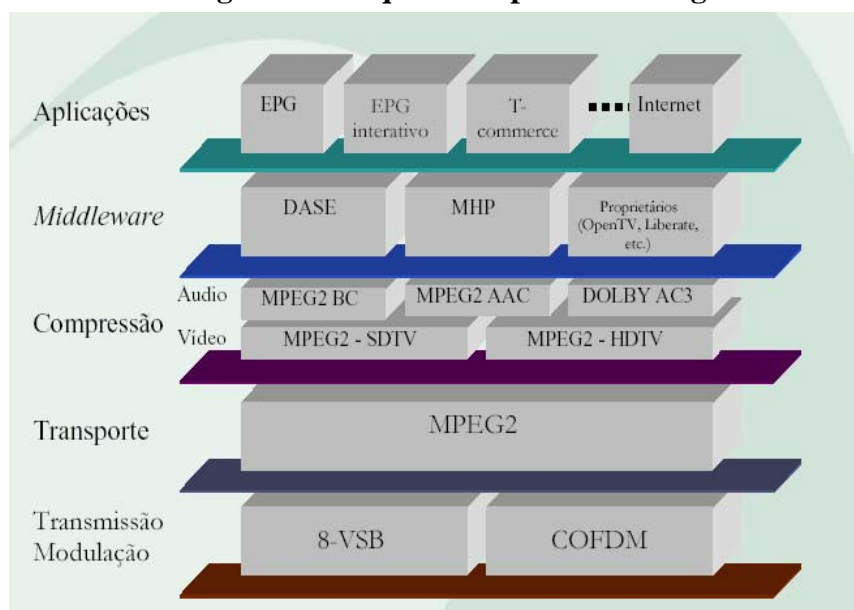 Aplicações
EPG
EPG
interativo
T-
commerce
Internet
Middleware
DASE
MHP
Proprietários
(OpenTV, Liberate,
etc.)
Compressão
Audio
MPEG2 BC
MPEG2 AAC
DOLBY AC3
Vídeo
MPEG2 - SDTV
MPEG2 - HDTV
Transporte
MPEG2
Transmissão
Modulação
8-VSB
COFDM